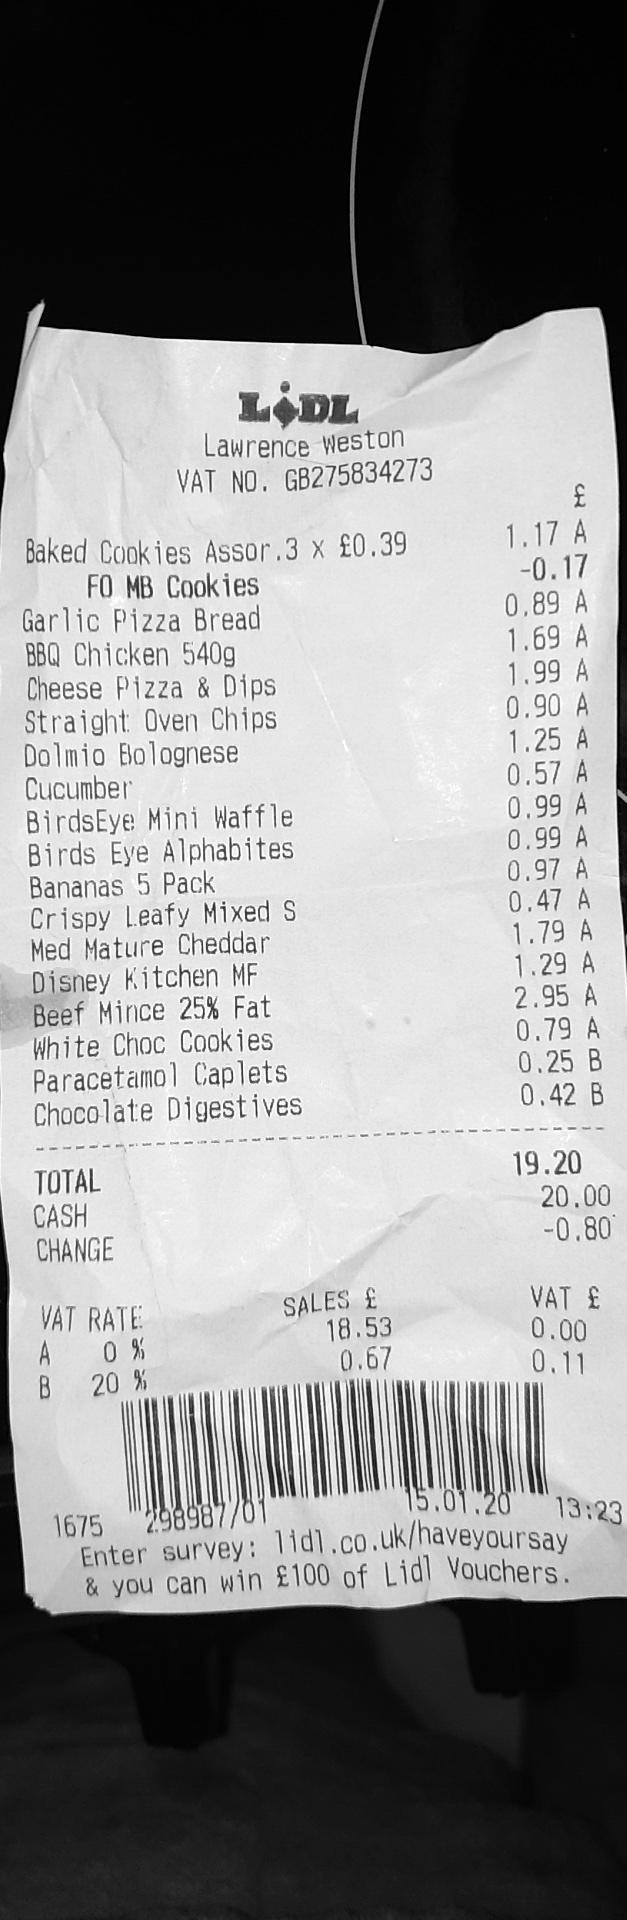 LiDL
Lawrence Weston
VAT NO. GB275834273
£
Baked Cookies Assor.3 x £0.39 1.17 A
FO MB Cookies -0.17
Garlic Pizza Bread 0.89 A
BBQ Chicken 540g 1.69 A
Cheese Pizza & Dips 1.99 A
Straight Oven Chips 0.90 A
Dolmio Bolognese 1.25 A
Cucumber 0.57 A
BirdsEye Mini Waffle 0.99 A
Birds Eye Alphabites 0.99 A
Bananas 5 Pack 0.97 A
Crispy Leafy Mixed S 0.47 A
Med Mature Cheddar 1.79 A
Disney Kitchen MF 1.29 A
Beef Mince 25% Fat 2.95 A
White Choc Cookies 0.79 A
Paracetamol Caplets 0.25 B
Chocolate Digestives 0.42 B
TOTAL 19.20
CASH 20.00
CHANGE -0.80
VAT RATE SALES £ VAT £
A 0 % 18.53 0.00
B 20 % 0.67 0.11
1675 298987/01 15.01.20 13:23
Enter survey: lidl.co.uk/haveyoursay
& you can win £100 of Lidl Vouchers.